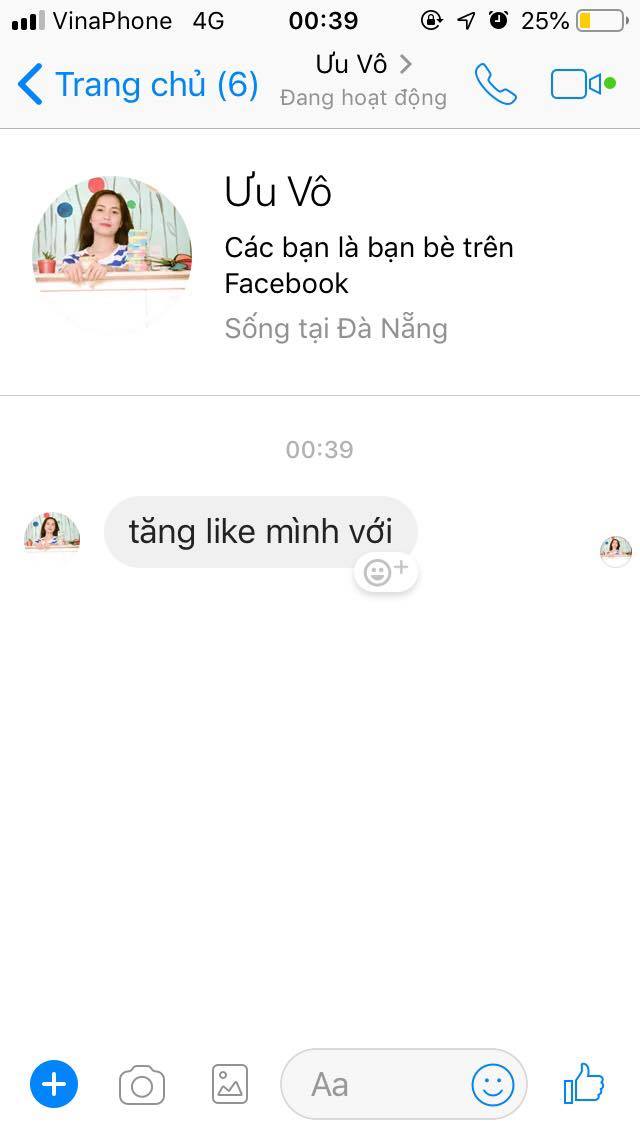 VinaPhone 4G 00:39 25%
Trang chủ (6)
Ưu Vô
Đang hoạt động
Ưu Vô
Các bạn là bạn bè trên
Facebook
Sống tại Đà Nẵng
00:39
tăng like mình với
Aa